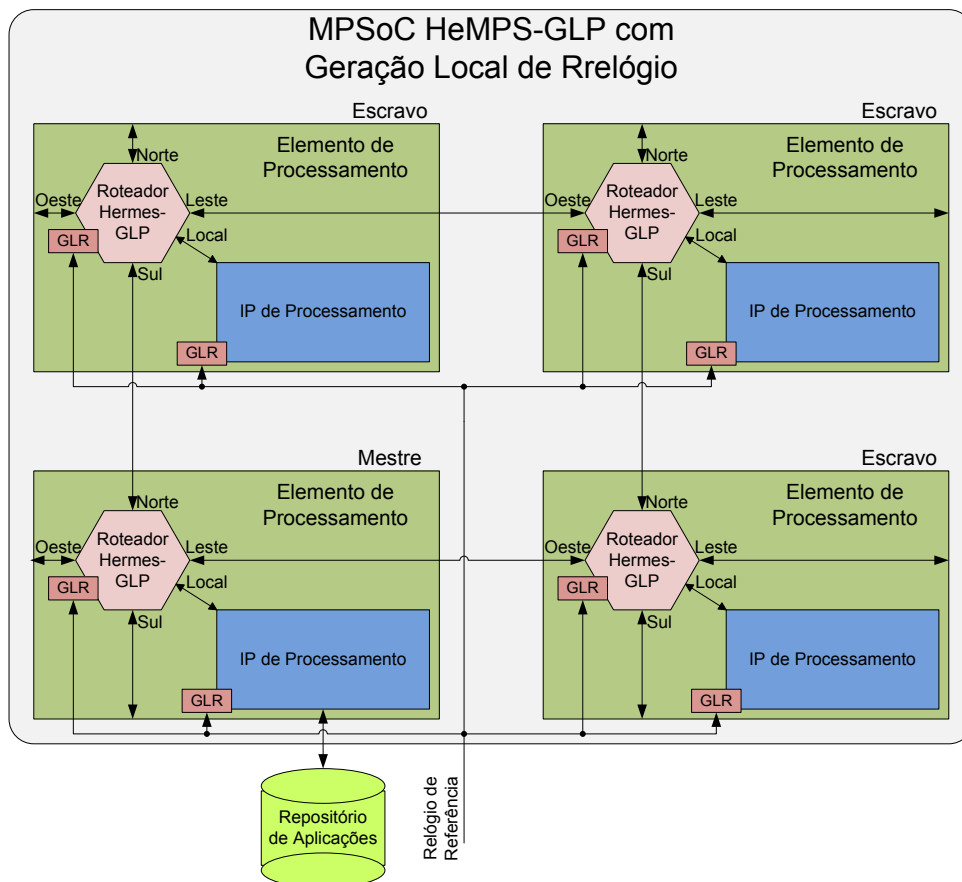 MPSoC HeMPS-GLP com
Geração Local de Rrelógio
Escravo
Elemento de
Processamento
Norte
Oeste
Roteador
Hermes-
GLP
Leste
Local
GLR
Sul
IP de Processamento
GLR
Escravo
Elemento de
Processamento
Norte
Oeste
Roteador
Hermes-
GLP
Leste
Local
GLR
Sul
IP de Processamento
GLR
Mestre
Elemento de
Processamento
Norte
Oeste
Roteador
Hermes-
GLP
Leste
Local
GLR
Sul
IP de Processamento
GLR
Escravo
Elemento de
Processamento
Norte
Oeste
Roteador
Hermes-
GLP
Leste
Local
GLR
Sul
IP de Processamento
GLR
Repositório
de Aplicações
Relógio de
Referência